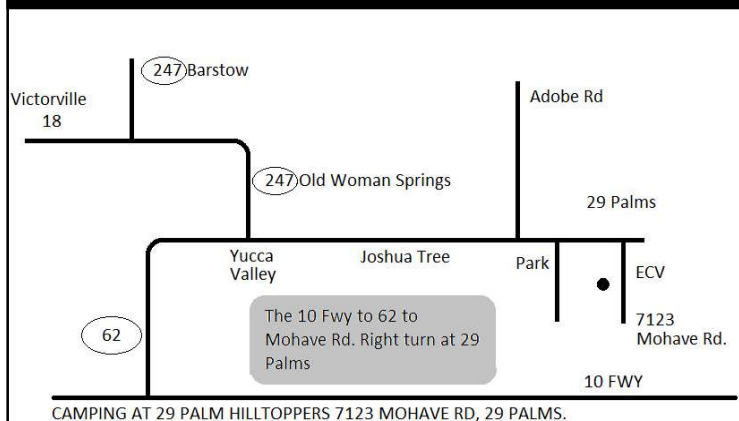 247 Barstow
Victorville
18
Adobe Rd
247 Old Woman Springs
29 Palms
Yucca
Valley
Joshua Tree
Park
ECV
62
The 10 Fwy to 62 to
Mohave Rd. Right turn at 29
Palms
7123
Mohave Rd.
10 FWY
CAMPING AT 29 PALM HILLTOPPERS 7123 MOHAVE RD, 29 PALMS.